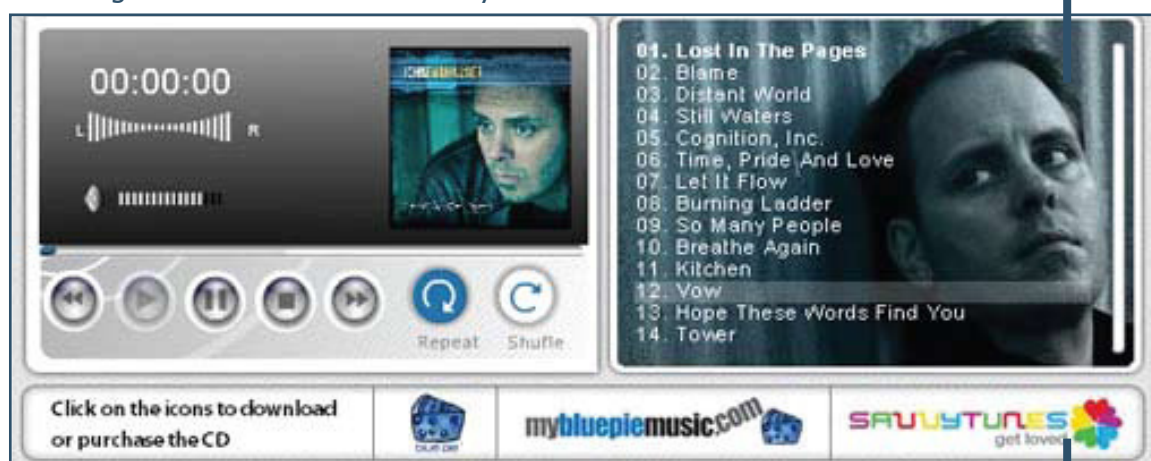 00:00:00
L R
Repeat Shuffle
01. Lost In The Pages
02. Blame
03. Distant World
04. Still Waters
05. Cognition, Inc.
06. Time, Pride And Love
07. Let It Flow
08. Burning Ladder
09. So Many People
10. Breathe Again
11. Kitchen
12. Vow
13. Hope These Words Find You
14. Tower
Click on the icons to download
or purchase the CD
blue pie
mybluepiemusic.com
SAVVYTUNES
get loved